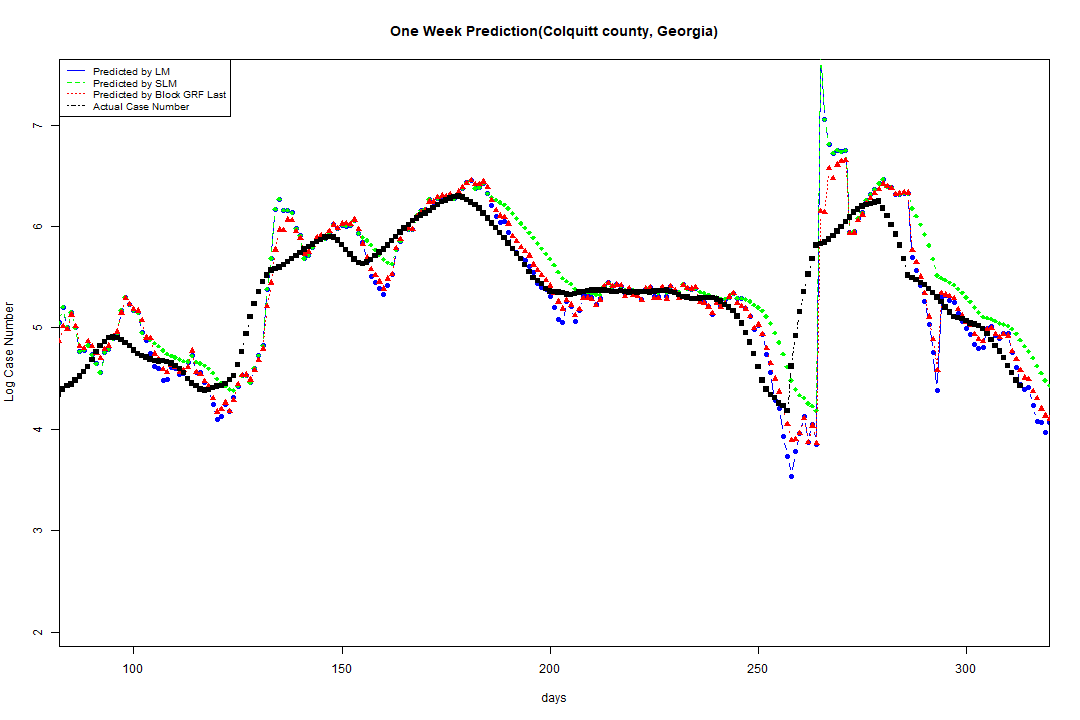 One Week Prediction(Colquitt county, Georgia)
Predicted by LM
Predicted by SLM
Predicted by Block GRF Last
Actual Case Number
7
6
5
4
3
2
Log Case Number
100 150 200 250 300
days